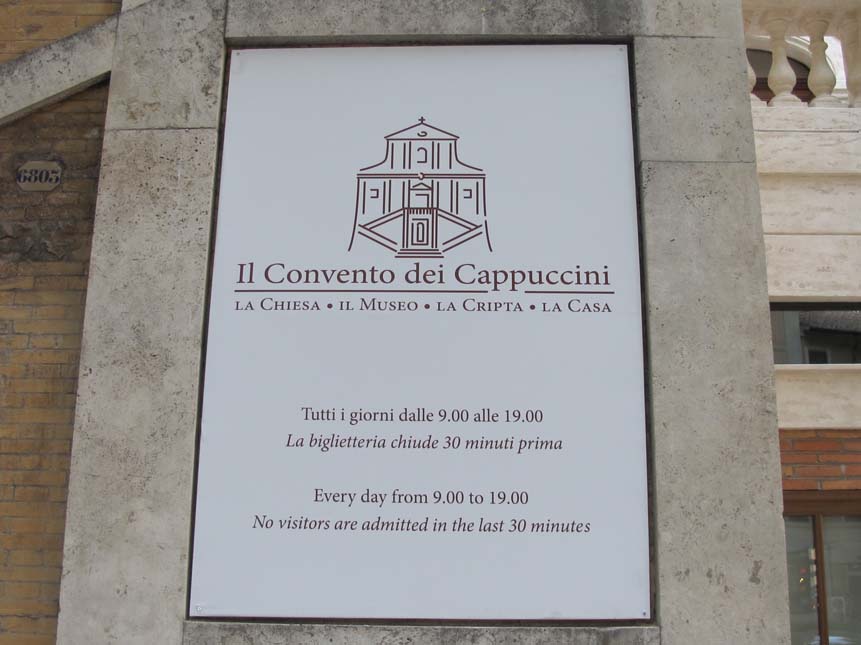 6803
Il Convento dei Cappuccini
LA CHIESA • IL MUSEO • LA CRIPTA • LA CASA
Tutti i giorni dalle 9.00 alle 19.00
La biglietteria chiude 30 minuti prima
Every day from 9.00 to 19.00
No visitors are admitted in the last 30 minutes